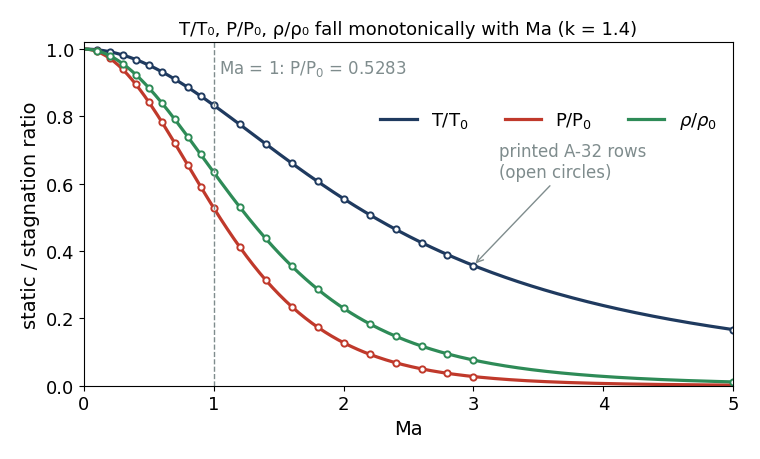 T/T₀, P/P₀, ρ/ρ₀ fall monotonically with Ma (k = 1.4)
static / stagnation ratio
1.0
0.8
0.6
0.4
0.2
0.0
Ma = 1: P/P₀ = 0.5283
T/T₀ P/P₀ ρ/ρ₀
printed A-32 rows
(open circles)
0 1 2 3 4 5
Ma